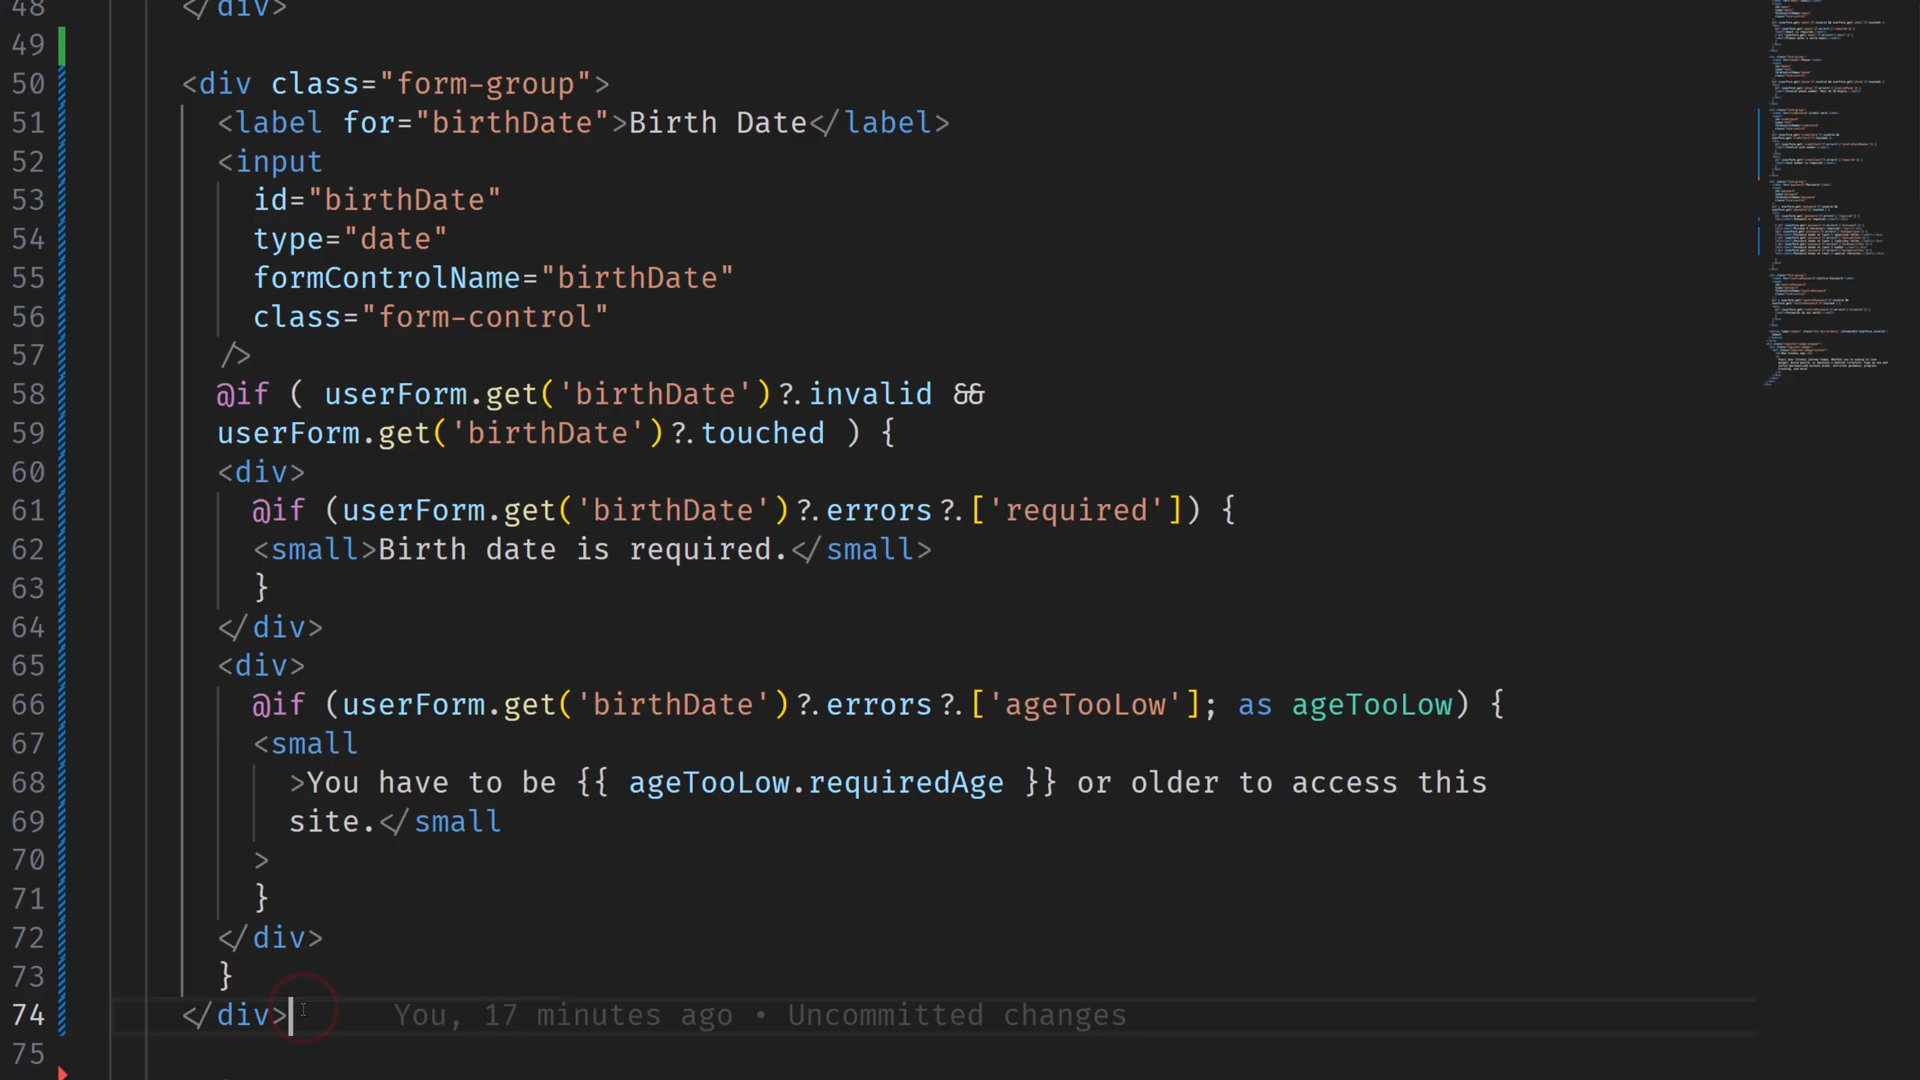 48 </div>
49
50 <div class="form-group">
51 <label for="birthDate">Birth Date</label>
52 <input
53 id="birthDate"
54 type="date"
55 formControlName="birthDate"
56 class="form-control"
57 />
58 @if ( userForm.get('birthDate')?.invalid &&
59 userForm.get('birthDate')?.touched ) {
60 <div>
61 @if (userForm.get('birthDate')?.errors?.['required']) {
62 <small>Birth date is required.</small>
63 }
64 </div>
65 <div>
66 @if (userForm.get('birthDate')?.errors?.['ageTooLow']; as ageTooLow) {
67 <small
68 >You have to be {{ ageTooLow.requiredAge }} or older to access this
69 site.</small
70 >
71 }
72 </div>
73 }
74 </div> You, 17 minutes ago • Uncommitted changes
75